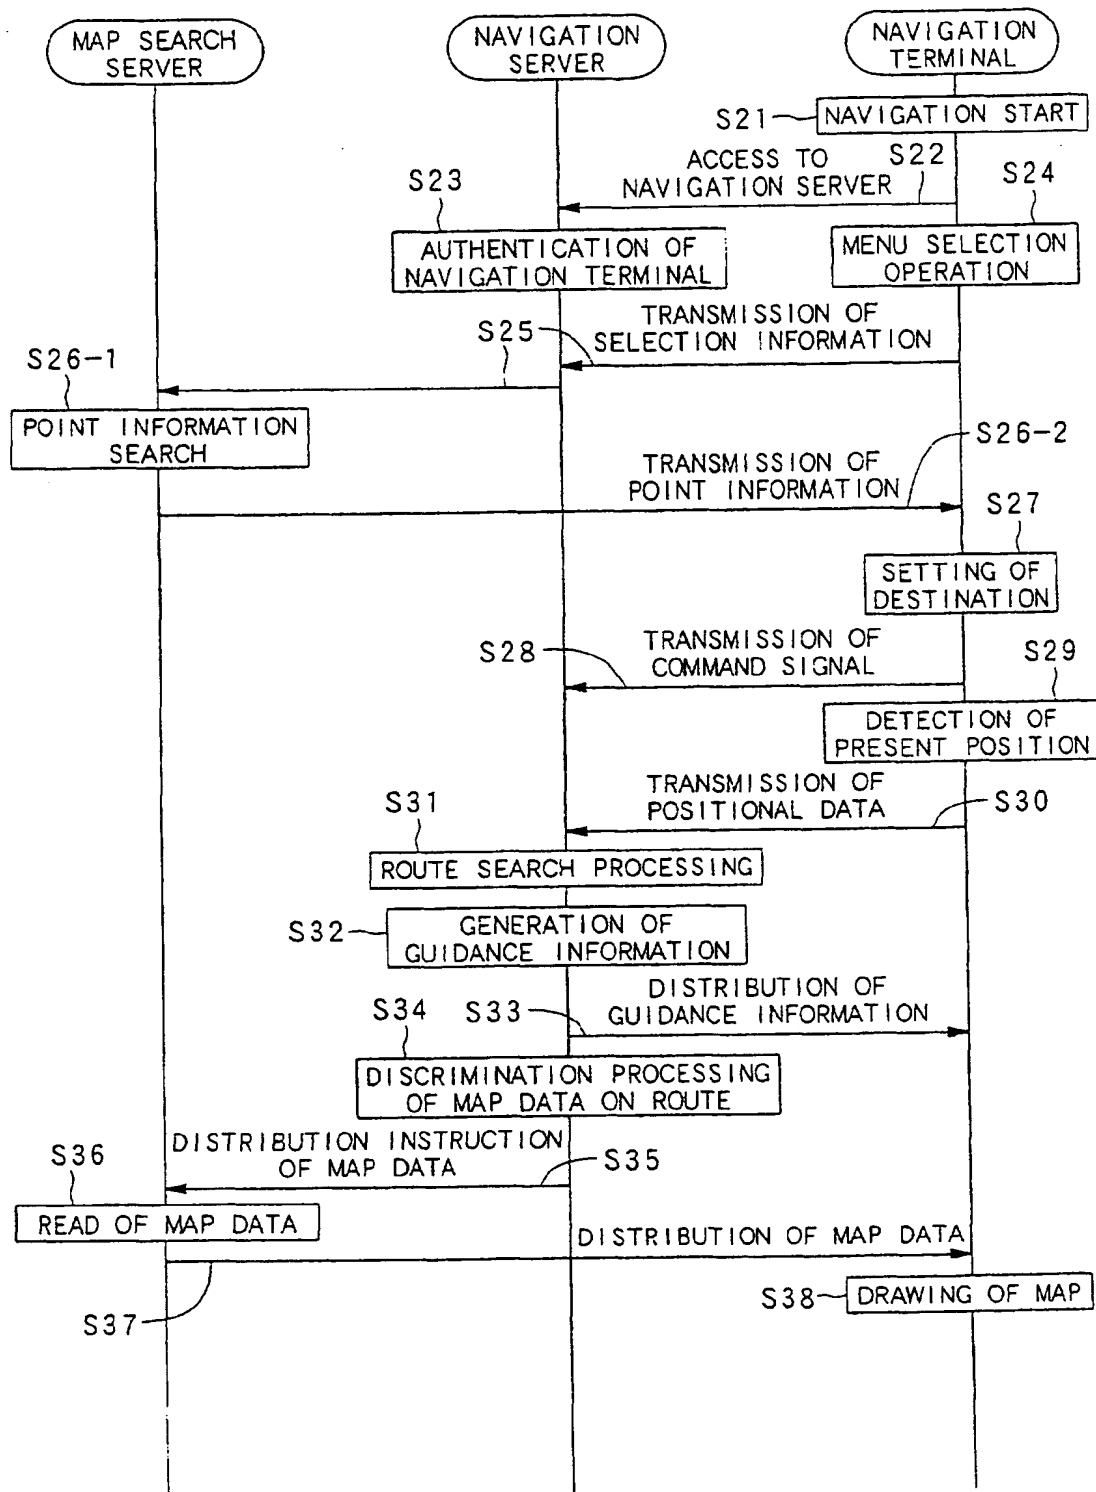 MAP SEARCH
SERVER
NAVIGATION
SERVER
NAVIGATION
TERMINAL
S21
NAVIGATION START
ACCESS TO
NAVIGATION SERVER
S22
S23
S24
AUTHENTICATION OF
NAVIGATION TERMINAL
MENU SELECTION
OPERATION
TRANSMISSION OF
SELECTION INFORMATION
S25
S26-1
POINT INFORMATION
SEARCH
TRANSMISSION OF
POINT INFORMATION
S26-2
S27
SETTING OF
DESTINATION
TRANSMISSION OF
COMMAND SIGNAL
S28
S29
DETECTION OF
PRESENT POSITION
TRANSMISSION OF
POSITIONAL DATA
S30
S31
ROUTE SEARCH PROCESSING
S32
GENERATION OF
GUIDANCE INFORMATION
DISTRIBUTION OF
GUIDANCE INFORMATION
S33
S34
DISCRIMINATION PROCESSING
OF MAP DATA ON ROUTE
DISTRIBUTION INSTRUCTION
OF MAP DATA
S35
S36
READ OF MAP DATA
DISTRIBUTION OF MAP DATA
S37
S38
DRAWING OF MAP